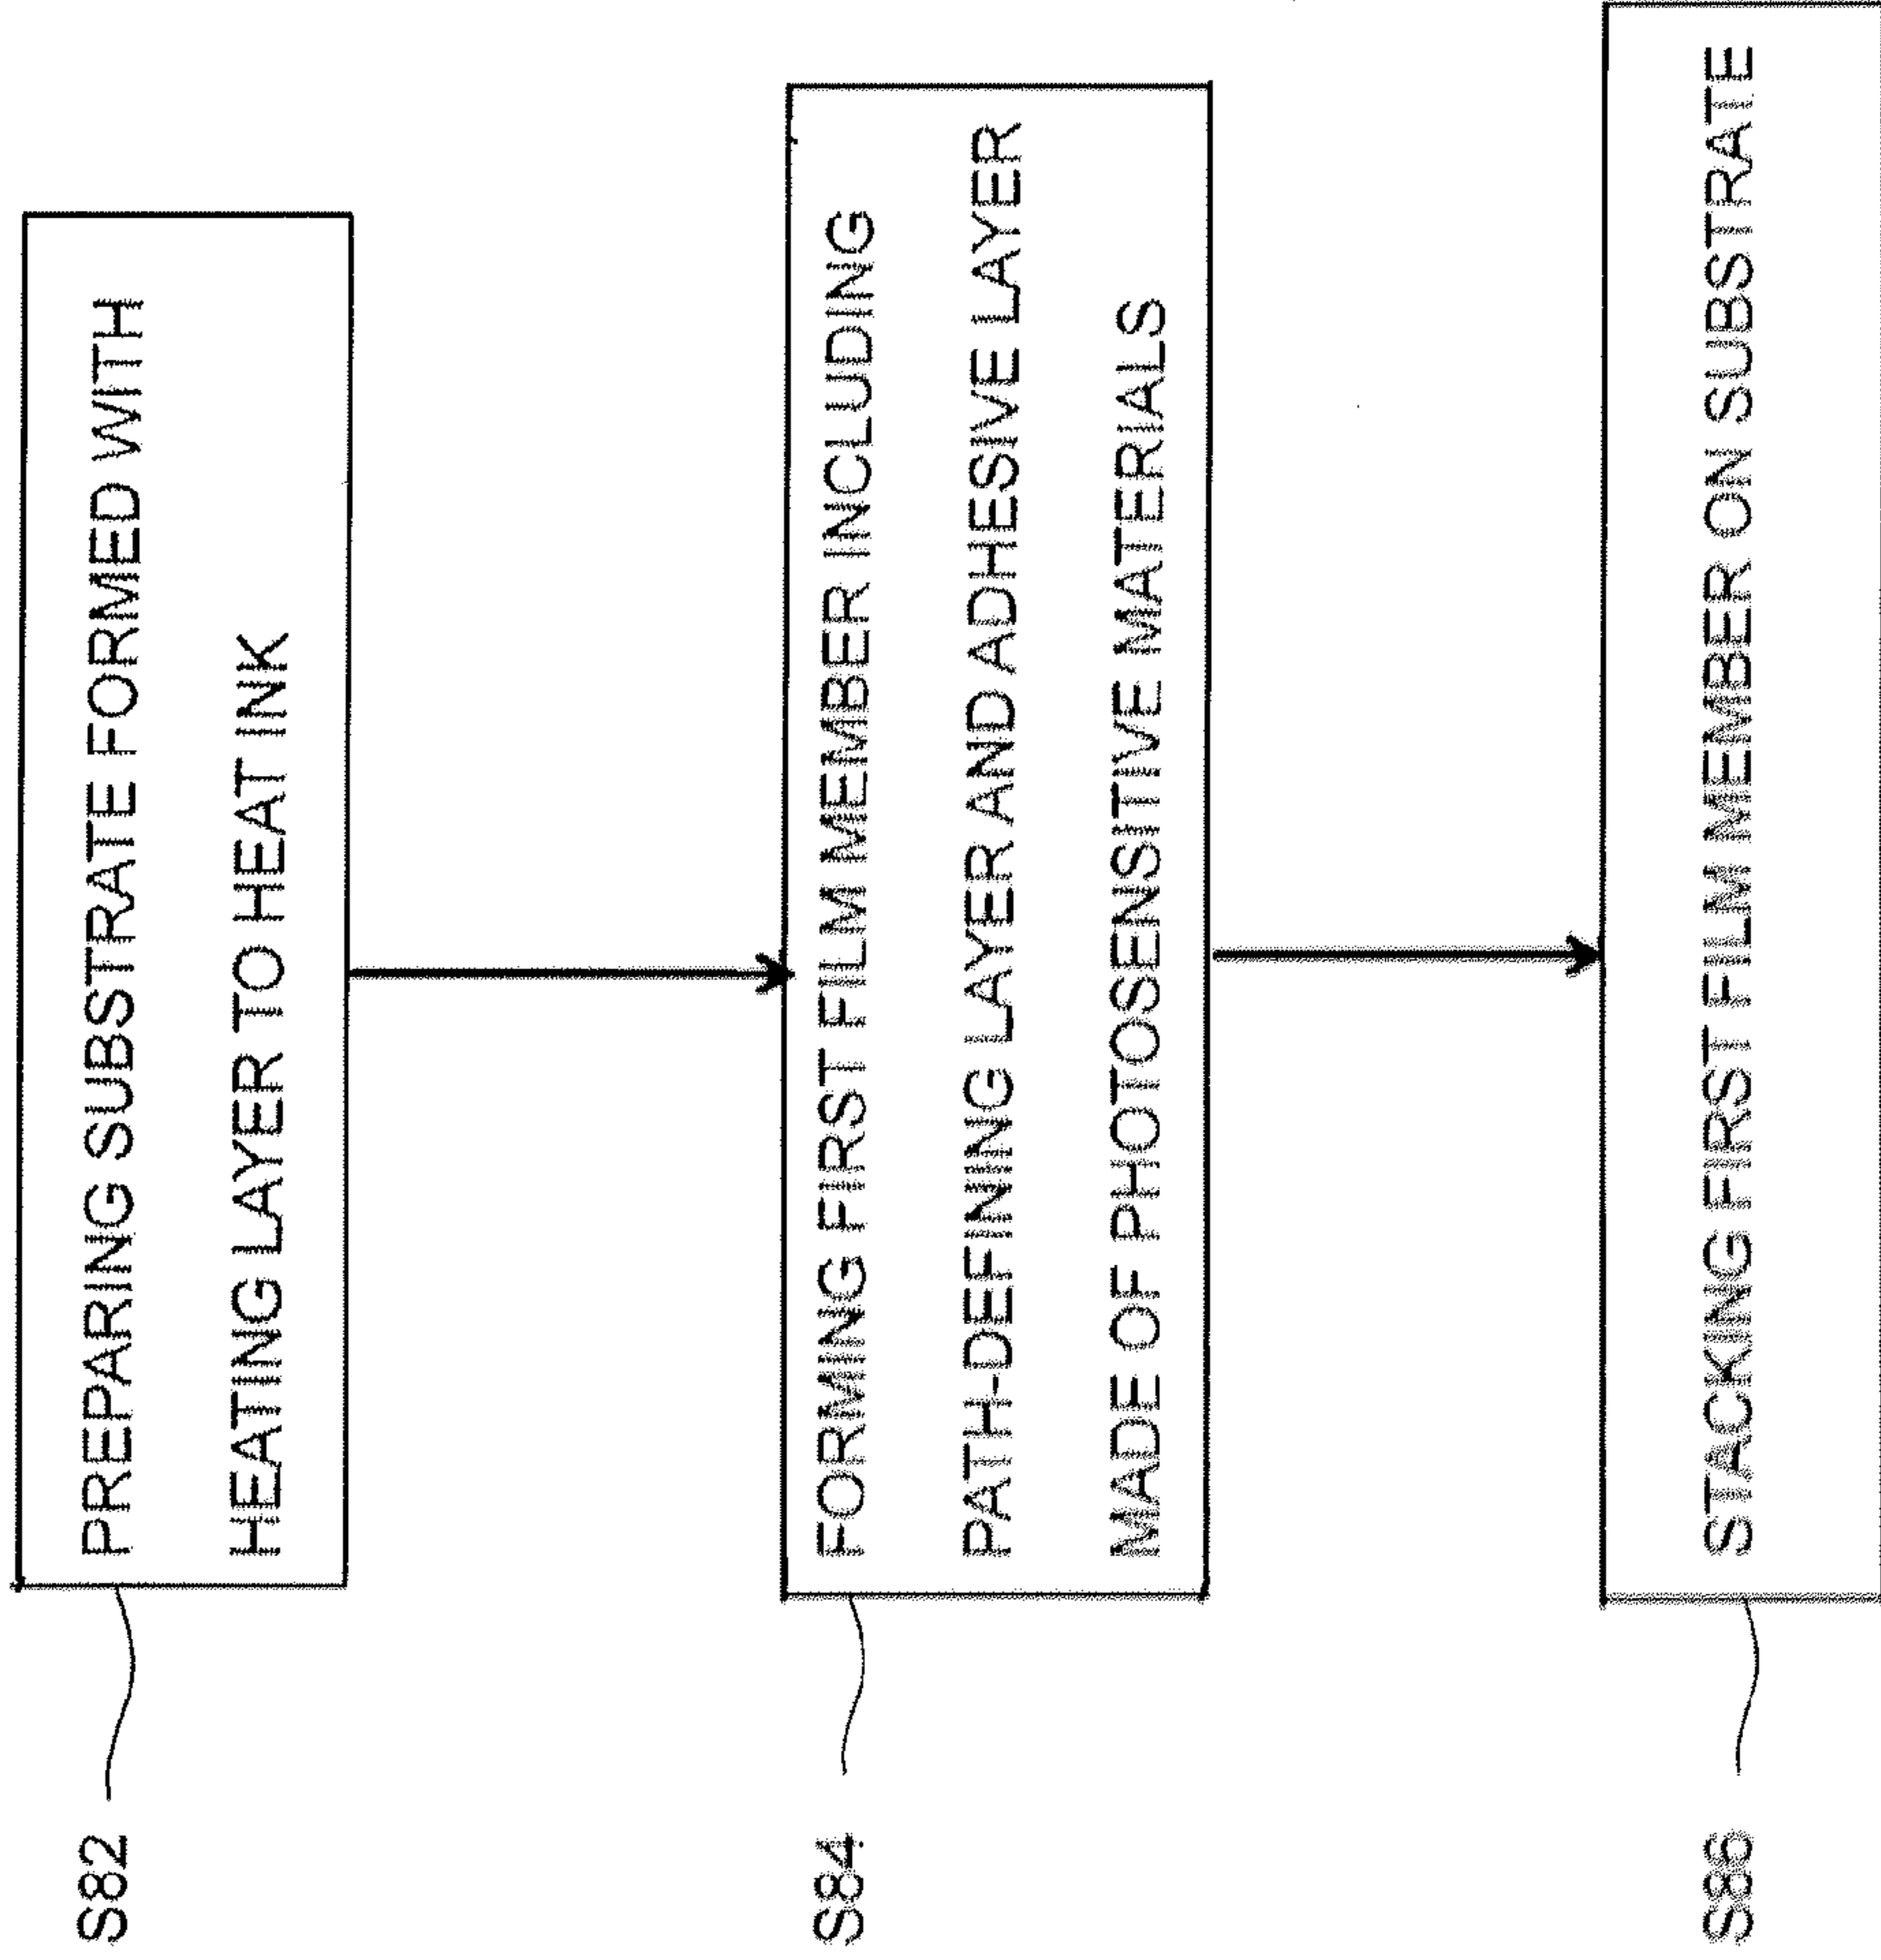 S82
PREPARING SUBSTRATE FORMED WITH
HEATING LAYER TO HEAT INK
S84
FORMING FIRST FILM MEMBER INCLUDING
PATH-DEFINING LAYER AND ADHESIVE LAYER
MADE OF PHOTOSENSITIVE MATERIALS
S86
STACKING FIRST FILM MEMBER ON SUBSTRATE